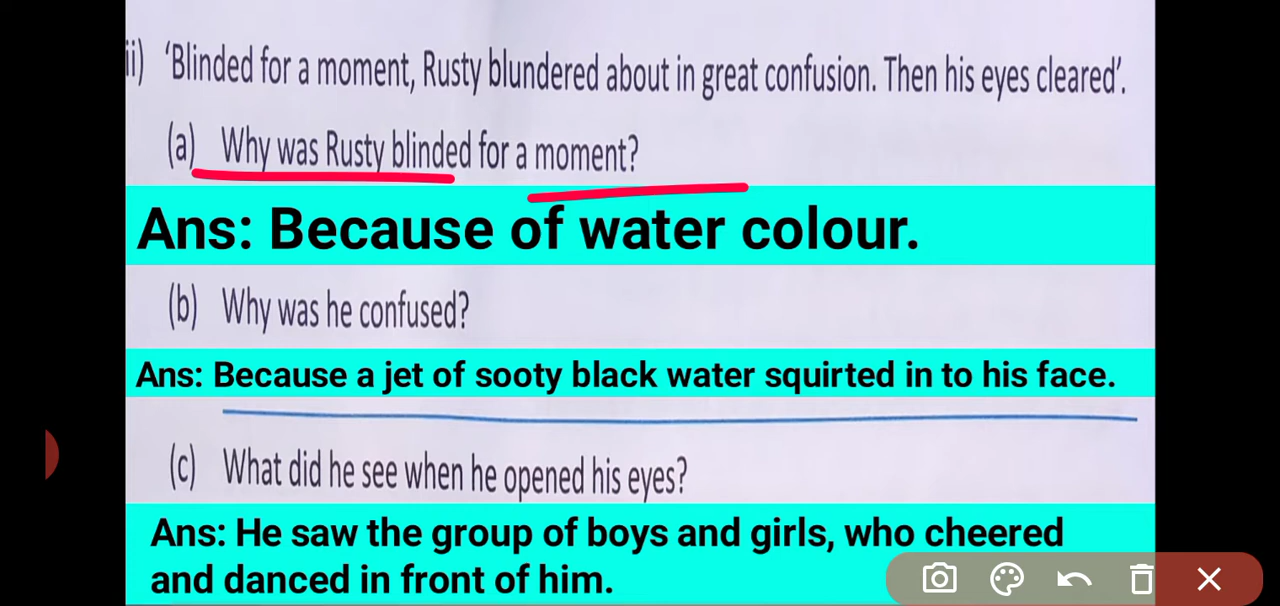 ii) ‘Blinded for a moment, Rusty blundered about in great confusion. Then his eyes cleared’.
(a) Why was Rusty blinded for a moment?
Ans: Because of water colour.
(b) Why was he confused?
Ans: Because a jet of sooty black water squirted in to his face.
(c) What did he see when he opened his eyes?
Ans: He saw the group of boys and girls, who cheered
and danced in front of him.